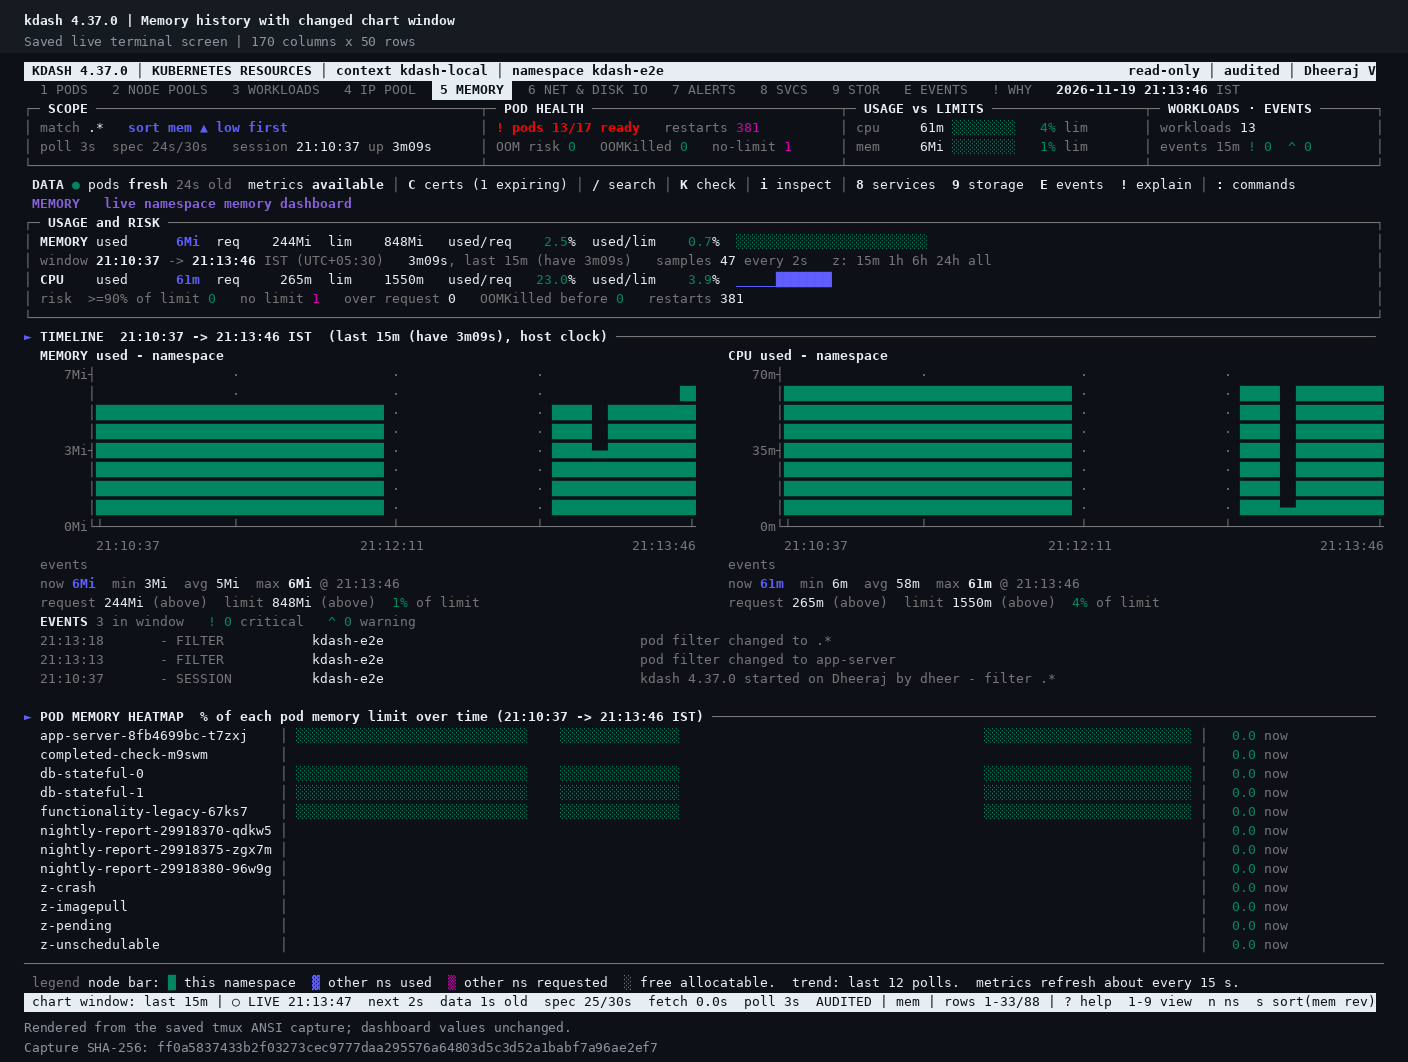 kdash 4.37.0 | Memory history with changed chart window
Saved live terminal screen | 170 columns x 50 rows
KDASH 4.37.0 │ KUBERNETES RESOURCES │ context kdash-local │ namespace kdash-e2e read-only │ audited │ Dheeraj V
1 PODS 2 NODE POOLS 3 WORKLOADS 4 IP POOL 5 MEMORY 6 NET & DISK IO 7 ALERTS 8 SVCS 9 STOR E EVENTS ! WHY 2026-11-19 21:13:46 IST
SCOPE POD HEALTH USAGE vs LIMITS WORKLOADS · EVENTS
match .* sort mem ▲ low first │ ! pods 13/17 ready restarts 381 │ cpu 61m ░░░░░░░░ 4% lim │ workloads 13
poll 3s spec 24s/30s session 21:10:37 up 3m09s │ OOM risk 0 OOMKilled 0 no-limit 1 │ mem 6Mi ░░░░░░░░ 1% lim │ events 15m ! 0 ^ 0
DATA ● pods fresh 24s old metrics available │ C certs (1 expiring) │ / search │ K check │ i inspect │ 8 services 9 storage E events ! explain │ : commands
MEMORY live namespace memory dashboard
USAGE and RISK
MEMORY used 6Mi req 244Mi lim 848Mi used/req 2.5% used/lim 0.7%
window 21:10:37 -> 21:13:46 IST (UTC+05:30) 3m09s, last 15m (have 3m09s) samples 47 every 2s z: 15m 1h 6h 24h all
CPU used 61m req 265m lim 1550m used/req 23.0% used/lim 3.9%
risk >=90% of limit 0 no limit 1 over request 0 OOMKilled before 0 restarts 381
► TIMELINE 21:10:37 -> 21:13:46 IST (last 15m (have 3m09s), host clock)
MEMORY used - namespace CPU used - namespace
7Mi 70m
3Mi 35m
0Mi 0m
21:10:37 21:12:11 21:13:46 21:10:37 21:12:11 21:13:46
events events
now 6Mi min 3Mi avg 5Mi max 6Mi @ 21:13:46 now 61m min 6m avg 58m max 61m @ 21:13:46
request 244Mi (above) limit 848Mi (above) 1% of limit request 265m (above) limit 1550m (above) 4% of limit
EVENTS 3 in window ! 0 critical ^ 0 warning
21:13:18 - FILTER kdash-e2e pod filter changed to .*
21:13:13 - FILTER kdash-e2e pod filter changed to app-server
21:10:37 - SESSION kdash-e2e kdash 4.37.0 started on Dheeraj by dheer - filter .*
► POD MEMORY HEATMAP % of each pod memory limit over time (21:10:37 -> 21:13:46 IST)
app-server-8fb4699bc-t7zxj 0.0 now
completed-check-m9swm 0.0 now
db-stateful-0 0.0 now
db-stateful-1 0.0 now
functionality-legacy-67ks7 0.0 now
nightly-report-29918370-qdkw5 0.0 now
nightly-report-29918375-zgx7m 0.0 now
nightly-report-29918380-96w9g 0.0 now
z-crash 0.0 now
z-imagepull 0.0 now
z-pending 0.0 now
z-unschedulable 0.0 now
legend node bar: █ this namespace ▓ other ns used ▒ other ns requested ░ free allocatable. trend: last 12 polls. metrics refresh about every 15 s.
chart window: last 15m | ○ LIVE 21:13:47 next 2s data 1s old spec 25/30s fetch 0.0s poll 3s AUDITED | mem | rows 1-33/88 | ? help 1-9 view n ns s sort(mem rev)
Rendered from the saved tmux ANSI capture; dashboard values unchanged.
Capture SHA-256: ff0a5837433b2f03273cec9777daa295576a64803d5c3d52a1babf7a96ae2ef7